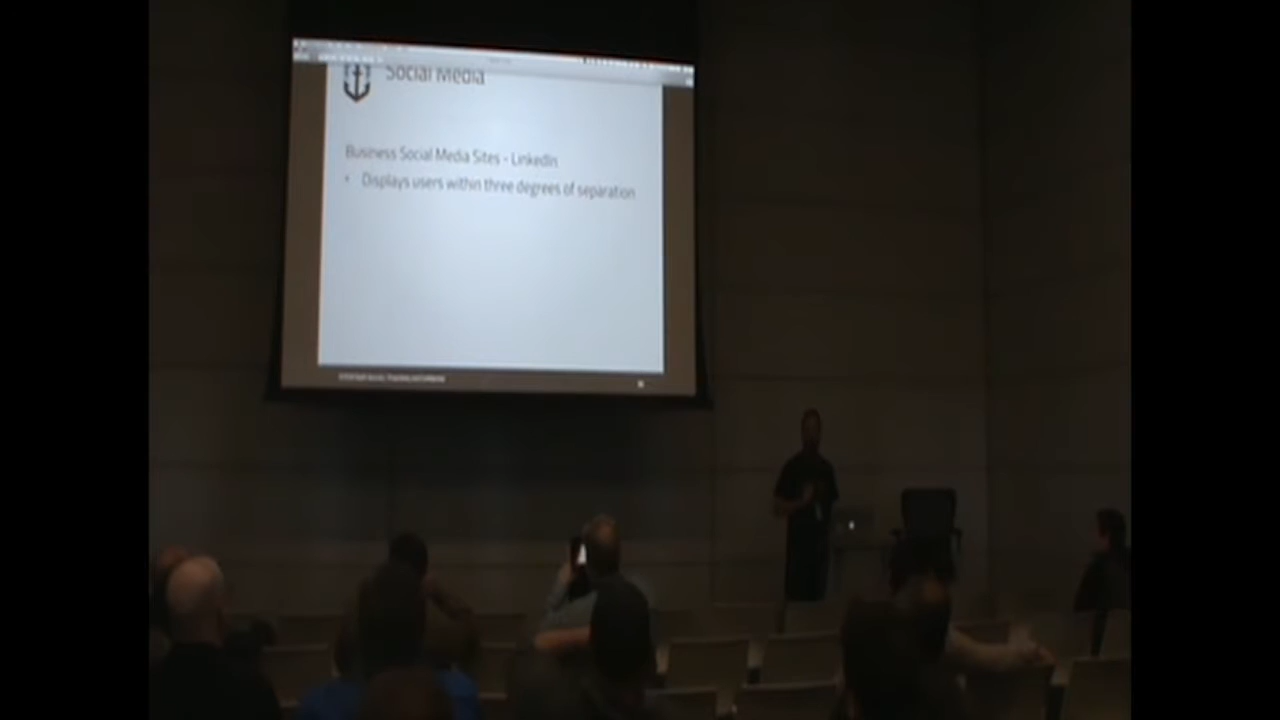 Social Media
Business Social Media Sites - LinkedIn
• Displays users within three degrees of separation